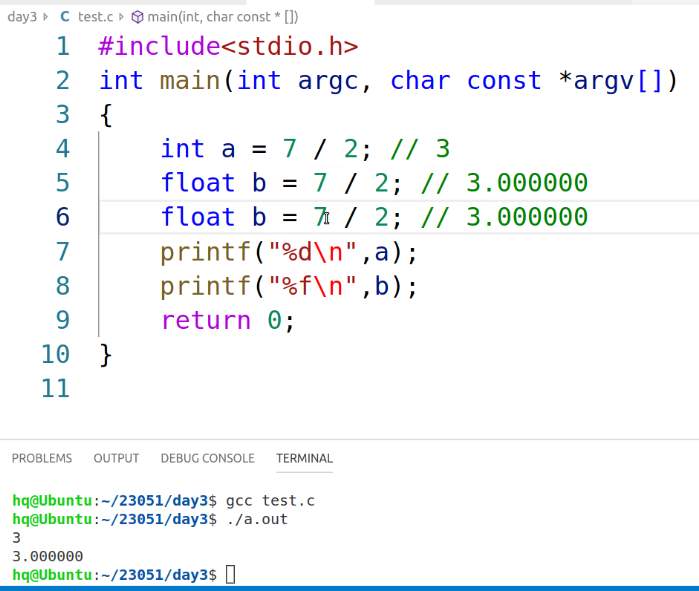 day3 C test.c main(int, char const * [])
1 #include<stdio.h>
2 int main(int argc, char const *argv[])
3 {
4     int a = 7 / 2; // 3
5     float b = 7 / 2; // 3.000000
6     float b = 7 / 2; // 3.000000
7     printf("%d\n",a);
8     printf("%f\n",b);
9     return 0;
10 }
11
PROBLEMS OUTPUT DEBUG CONSOLE TERMINAL
hq@Ubuntu:~/23051/day3$ gcc test.c
hq@Ubuntu:~/23051/day3$ ./a.out
3
3.000000
hq@Ubuntu:~/23051/day3$